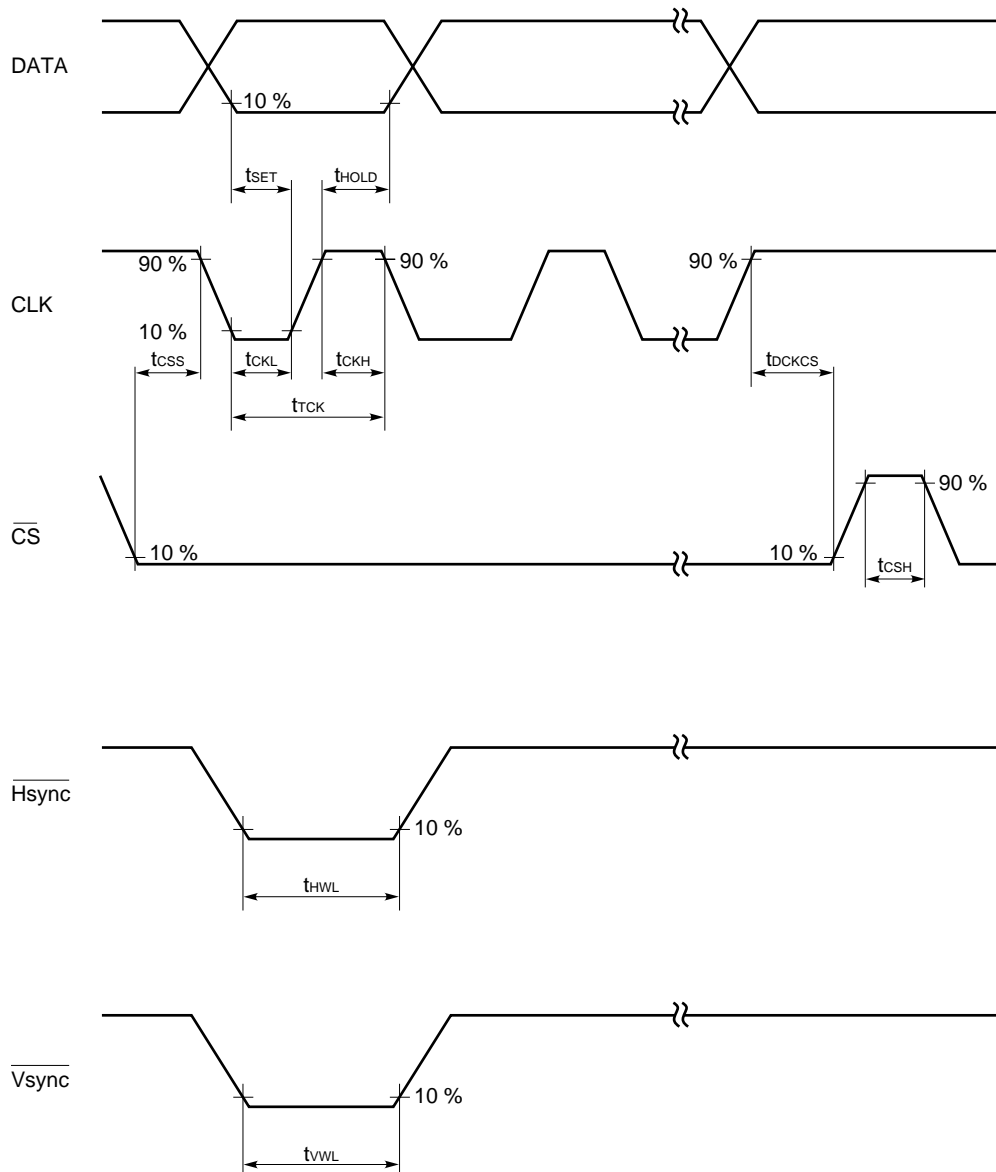 DATA
10 %
tSET
tHOLD
90 %
90 %
90 %
CLK
10 %
tCSS
tCKL
tCKH
tDCKCS
tTCK
90 %
CS
10 %
10 %
tCSH
Hsync
10 %
tHWL
Vsync
10 %
tVWL